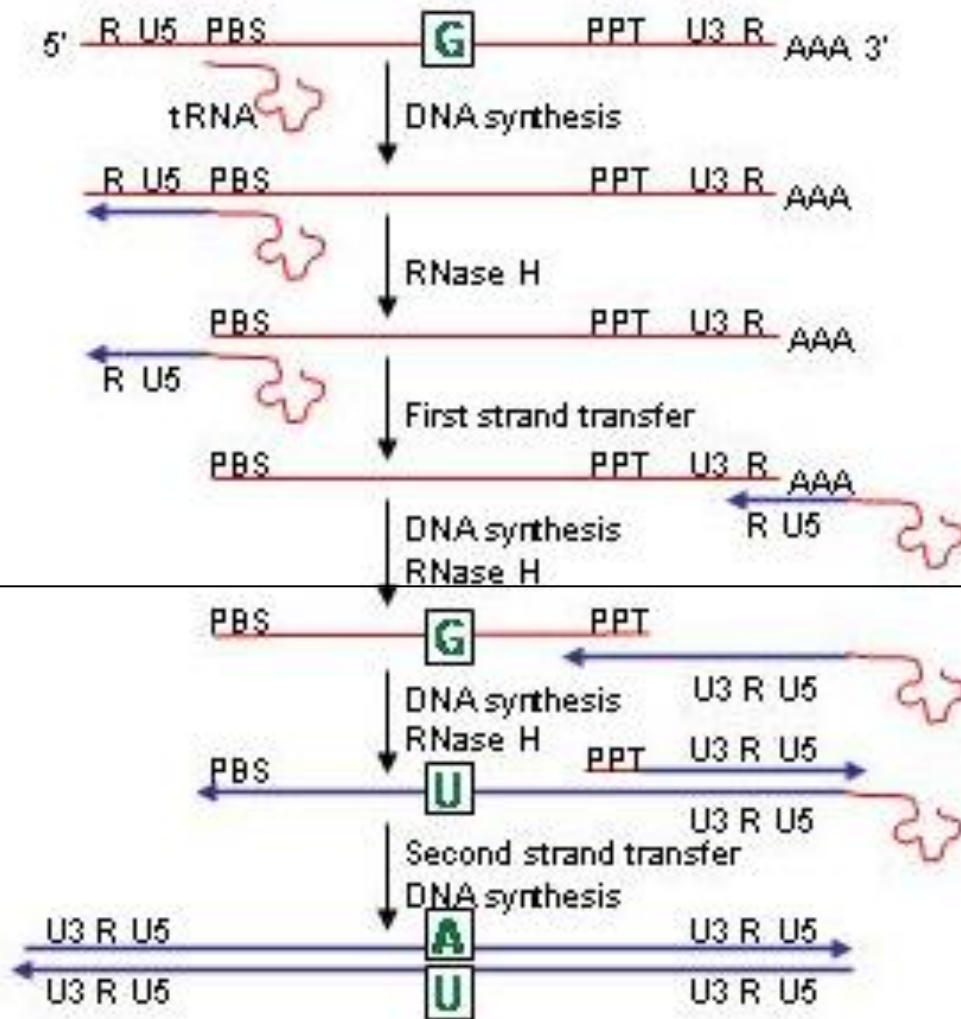 5' R U5 PBS G PPT U3 R AAA 3'
tRNA DNA synthesis
R U5 PBS PPT U3 R AAA
RNase H
PBS PPT U3 R AAA
R U5
First strand transfer
PBS PPT U3 R AAA
R U5
DNA synthesis
RNase H
PBS G PPT
U3 R U5
DNA synthesis
RNase H
PPT U3 R U5
PBS U
U3 R U5
Second strand transfer
DNA synthesis
U3 R U5 A U3 R U5
U3 R U5 U U3 R U5